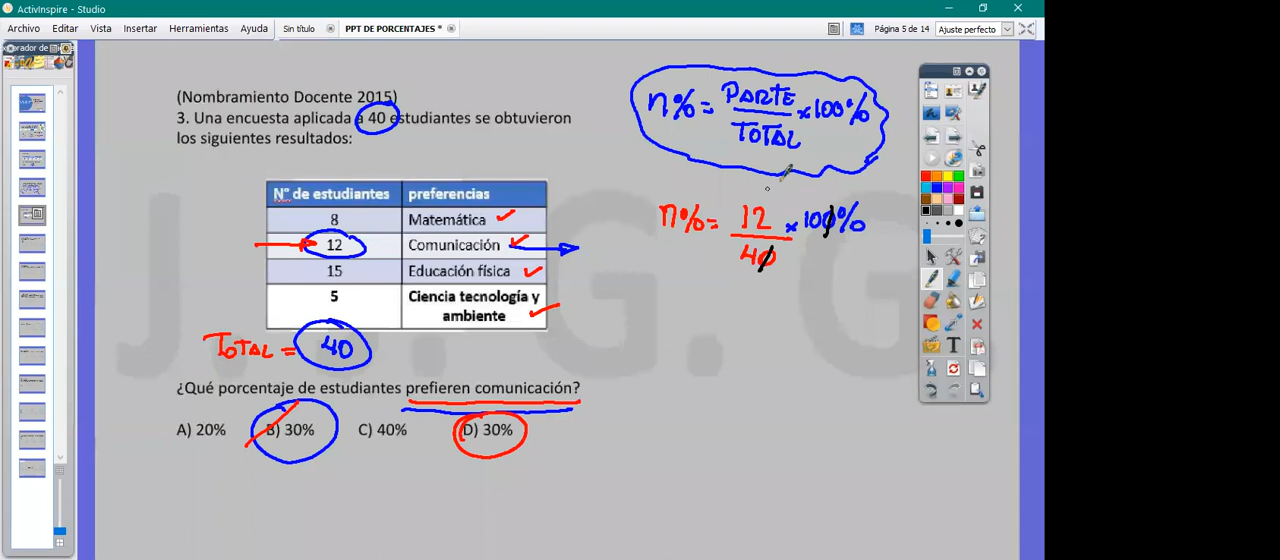 ActivInspire - Studio
Archivo Editar Vista Insertar Herramientas Ayuda Sin título PPT DE PORCENTAJES * Página 5 de 14 Ajuste perfecto
(Nombramiento Docente 2015)
3. Una encuesta aplicada a 40 estudiantes se obtuvieron
los siguientes resultados:
N° de estudiantes preferencias
8 Matemática
12 Comunicación
15 Educación física
5 Ciencia tecnología y
ambiente
TOTAL = 40
¿Qué porcentaje de estudiantes prefieren comunicación?
A) 20% B) 30% C) 40% D) 30%
n% = PARTE × 100%
TOTAL
n% = 12 × 100%
40